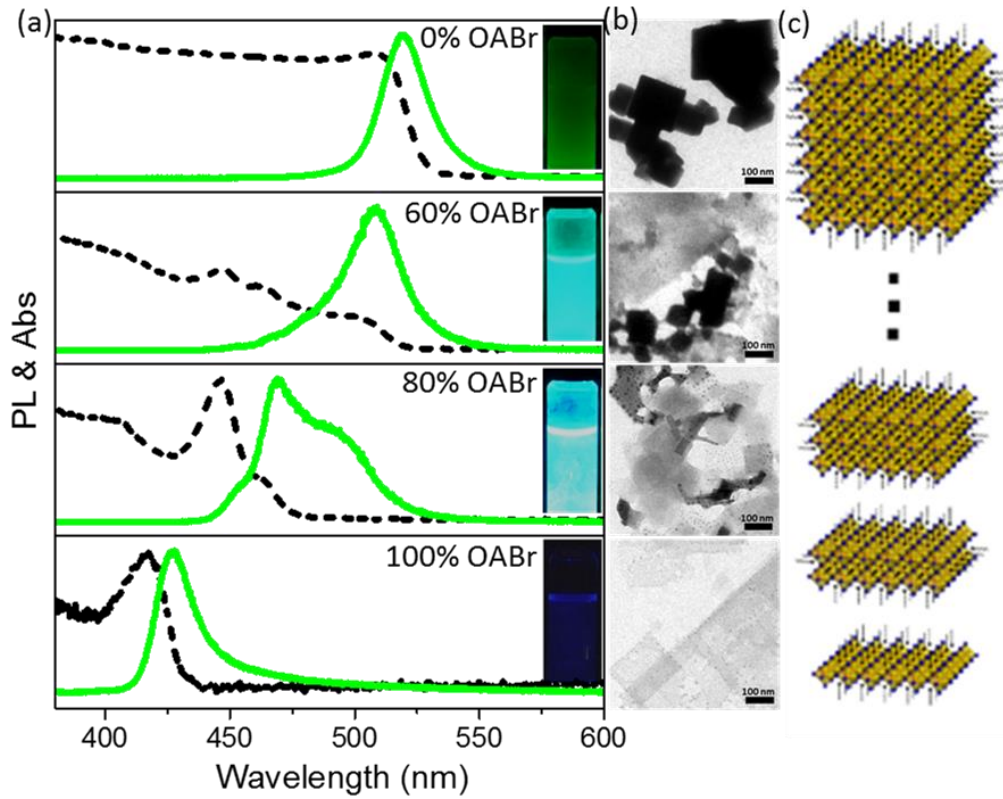 (a)
(b)
(c)
0% OABr
60% OABr
80% OABr
100% OABr
100 nm
100 nm
100 nm
100 nm
PL & Abs
400
450
500
550
600
Wavelength (nm)